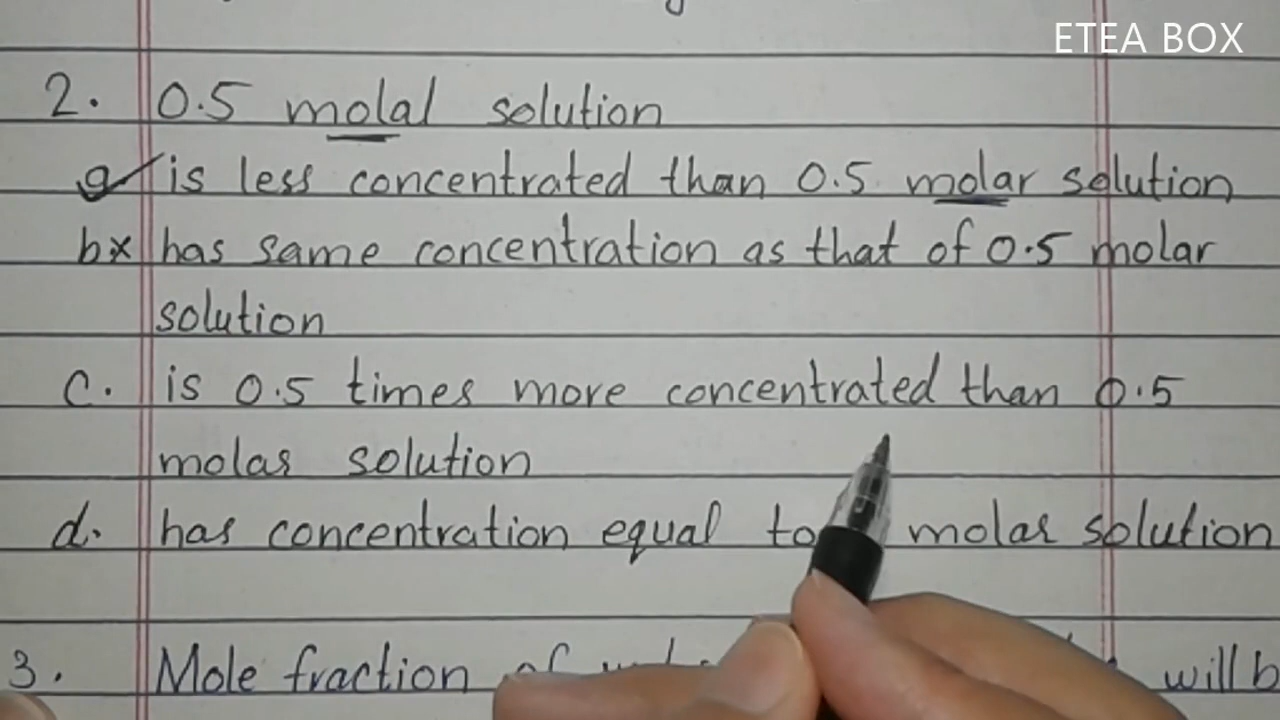 ETEA BOX
2. 0.5 molal solution
a is less concentrated than 0.5 molar solution
bx has same concentration as that of 0.5 molar
solution
c. is 0.5 times more concentrated than 0.5
molar solution
d. has concentration equal to molar solution
3. Mole fraction of will b